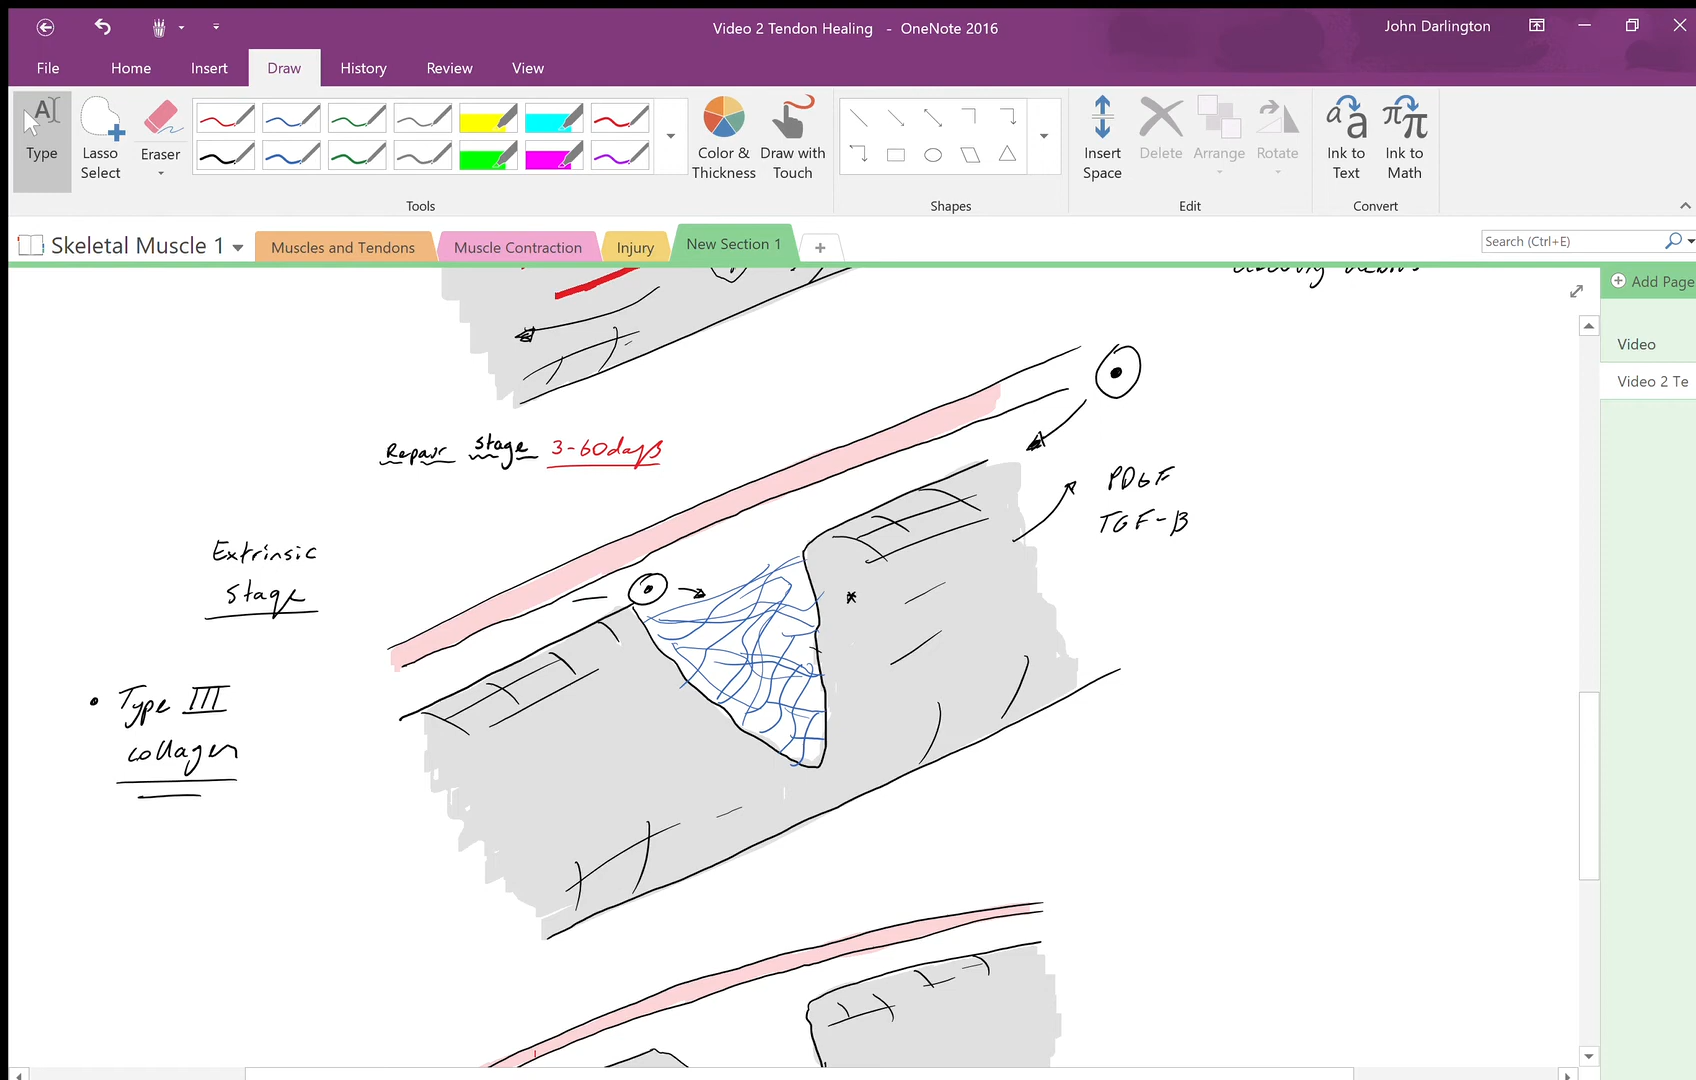 Video 2 Tendon Healing - OneNote 2016
John Darlington
File Home Insert Draw History Review View
Type
Lasso Select
Eraser
Color & Thickness
Draw with Touch
Insert Space
Delete
Arrange
Rotate
Ink to Text
Ink to Math
Tools
Shapes
Edit
Convert
Skeletal Muscle 1
Muscles and Tendons
Muscle Contraction
Injury
New Section 1
Search (Ctrl+E)
Add Page
Video
Video 2 Te
Repair Stage 3-60days
PDGF
TGF-β
Extrinsic
Stage
• Type III
collagen